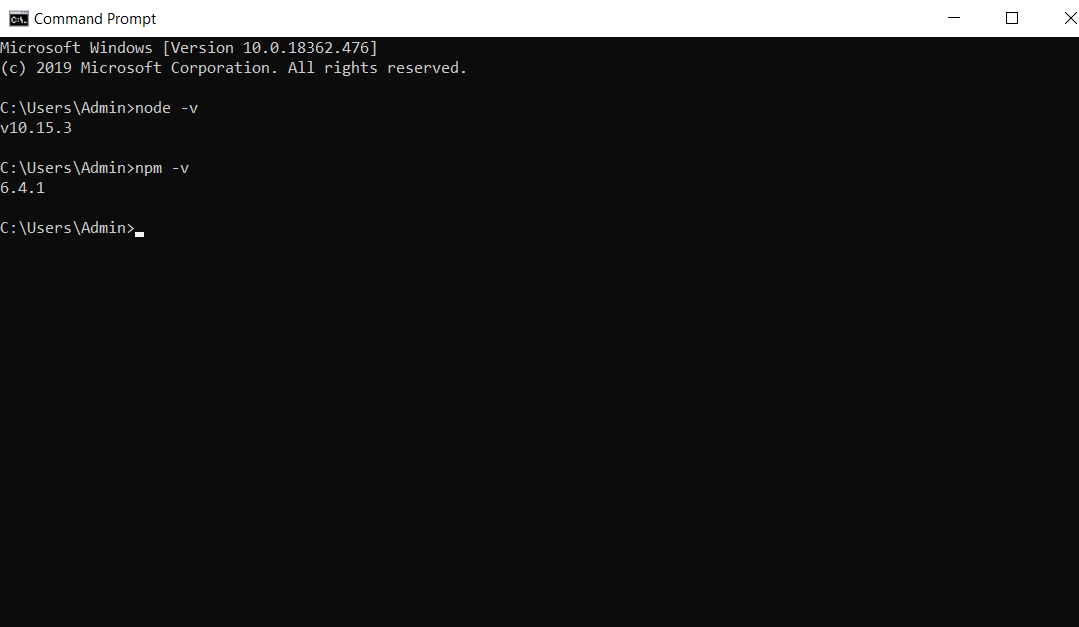 Command Prompt
Microsoft Windows [Version 10.0.18362.476]
(c) 2019 Microsoft Corporation. All rights reserved.
C:\Users\Admin>node -v
v10.15.3
C:\Users\Admin>npm -v
6.4.1
C:\Users\Admin>